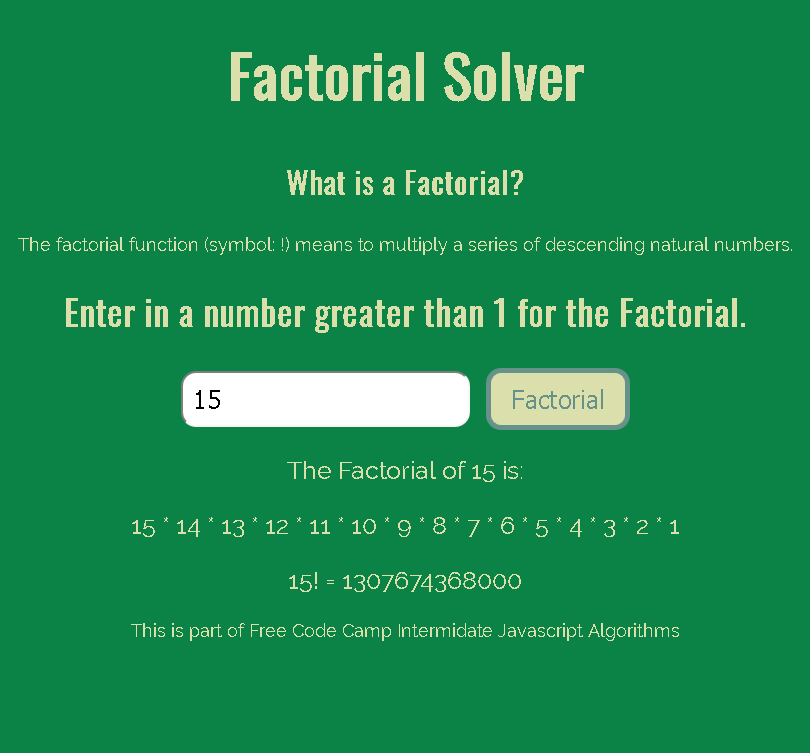 Factorial Solver
What is a Factorial?
The factorial function (symbol: !) means to multiply a series of descending natural numbers.
Enter in a number greater than 1 for the Factorial.
15 Factorial
The Factorial of 15 is:
15 * 14 * 13 * 12 * 11 * 10 * 9 * 8 * 7 * 6 * 5 * 4 * 3 * 2 * 1
15! = 1307674368000
This is part of Free Code Camp Intermidate Javascript Algorithms